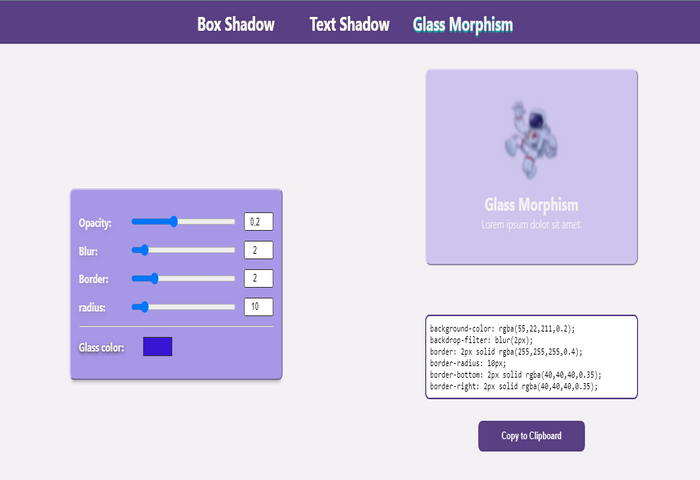 Box Shadow
Text Shadow
Glass Morphism
Opacity: 0,2
Blur: 2
Border: 2
radius: 10
Glass color:
Glass Morphism
Lorem ipsum dolor sit amet.
background-color: rgba(55,22,211,0.2);
backdrop-filter: blur(2px);
border: 2px solid rgba(255,255,255,0.4);
border-radius: 10px;
border-bottom: 2px solid rgba(40,40,40,0.35);
border-right: 2px solid rgba(40,40,40,0.35);
Copy to Clipboard